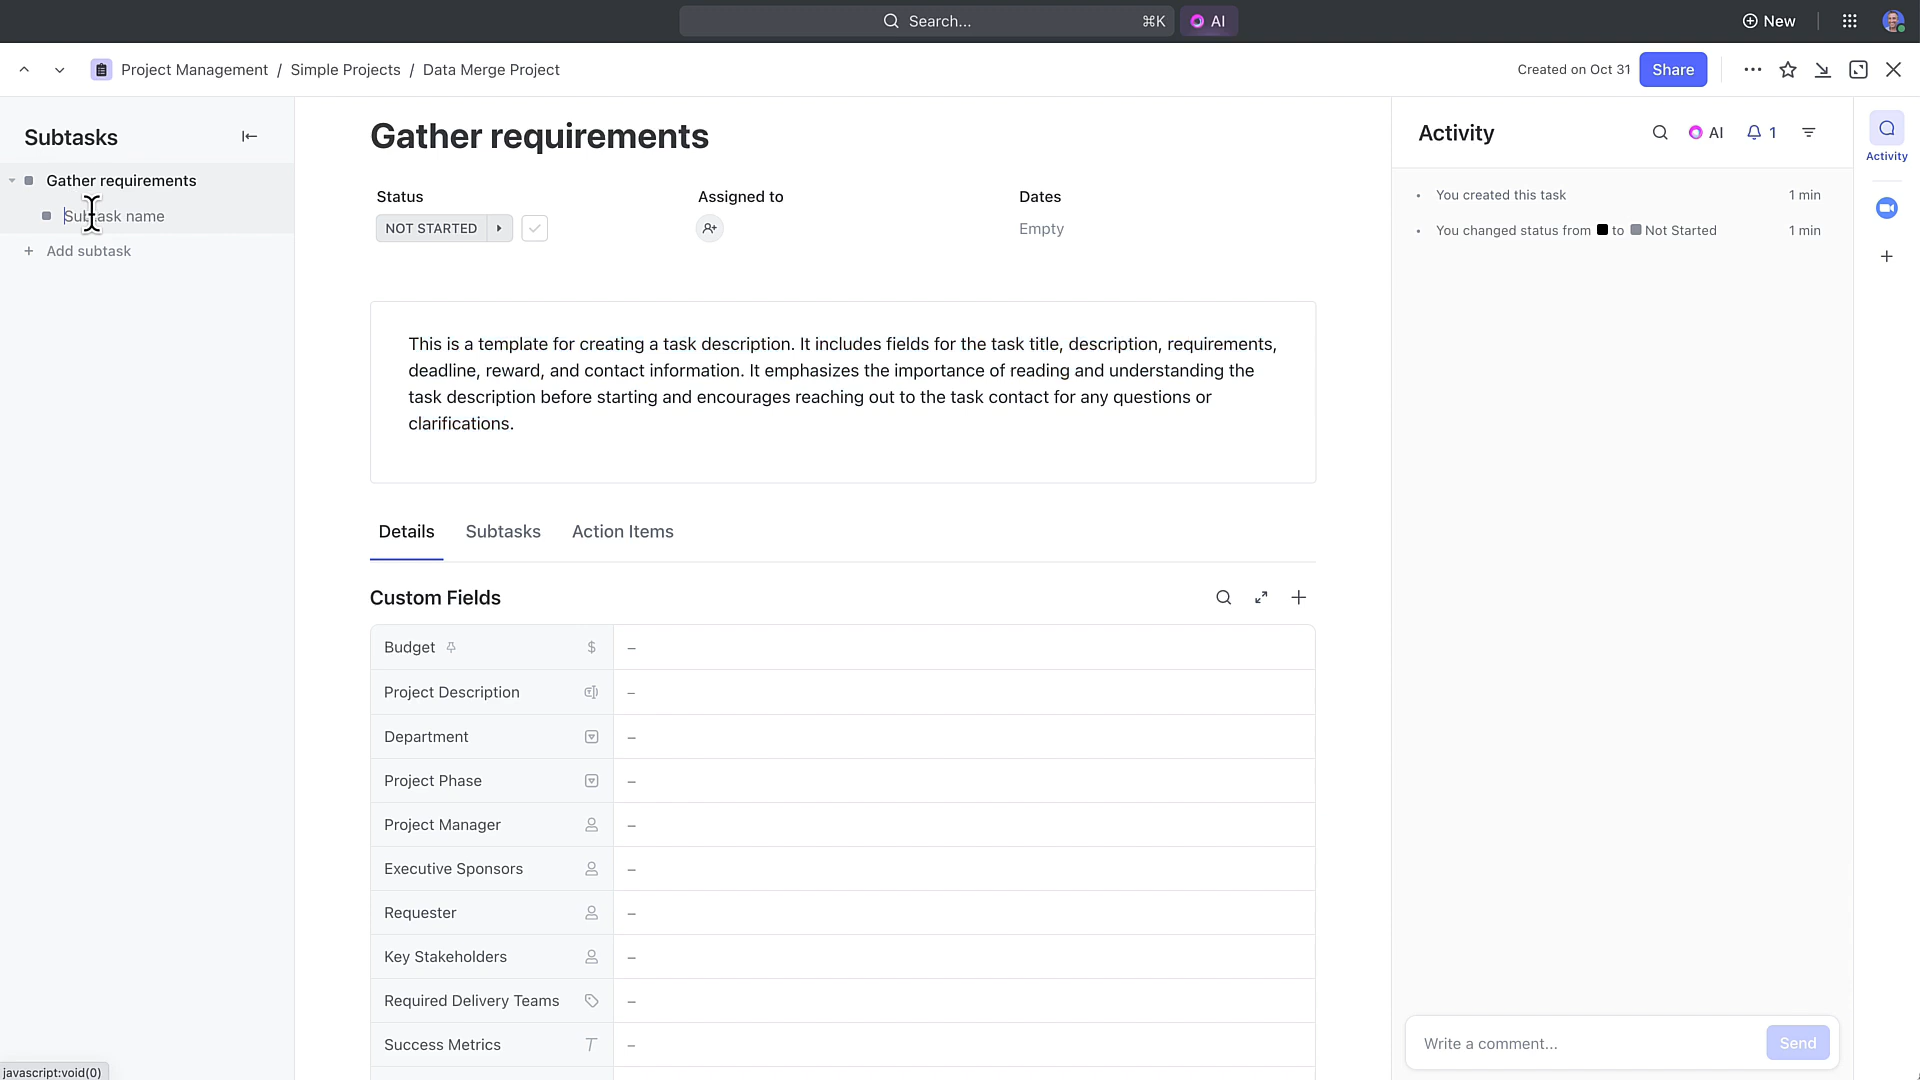 Search...
⌘K
AI
New
Project Management / Simple Projects / Data Merge Project
Created on Oct 31
Share
Subtasks
Gather requirements
Subtask name
+ Add subtask
Gather requirements
Status
Assigned to
Dates
NOT STARTED
Empty
This is a template for creating a task description. It includes fields for the task title, description, requirements,
deadline, reward, and contact information. It emphasizes the importance of reading and understanding the
task description before starting and encourages reaching out to the task contact for any questions or
clarifications.
Details
Subtasks
Action Items
Custom Fields
Budget
$
–
Project Description
–
Department
–
Project Phase
–
Project Manager
–
Executive Sponsors
–
Requester
–
Key Stakeholders
–
Required Delivery Teams
–
Success Metrics
–
Activity
AI
1
• You created this task
1 min
• You changed status from to Not Started
1 min
Write a comment...
Send
Activity
javascript:void(0)